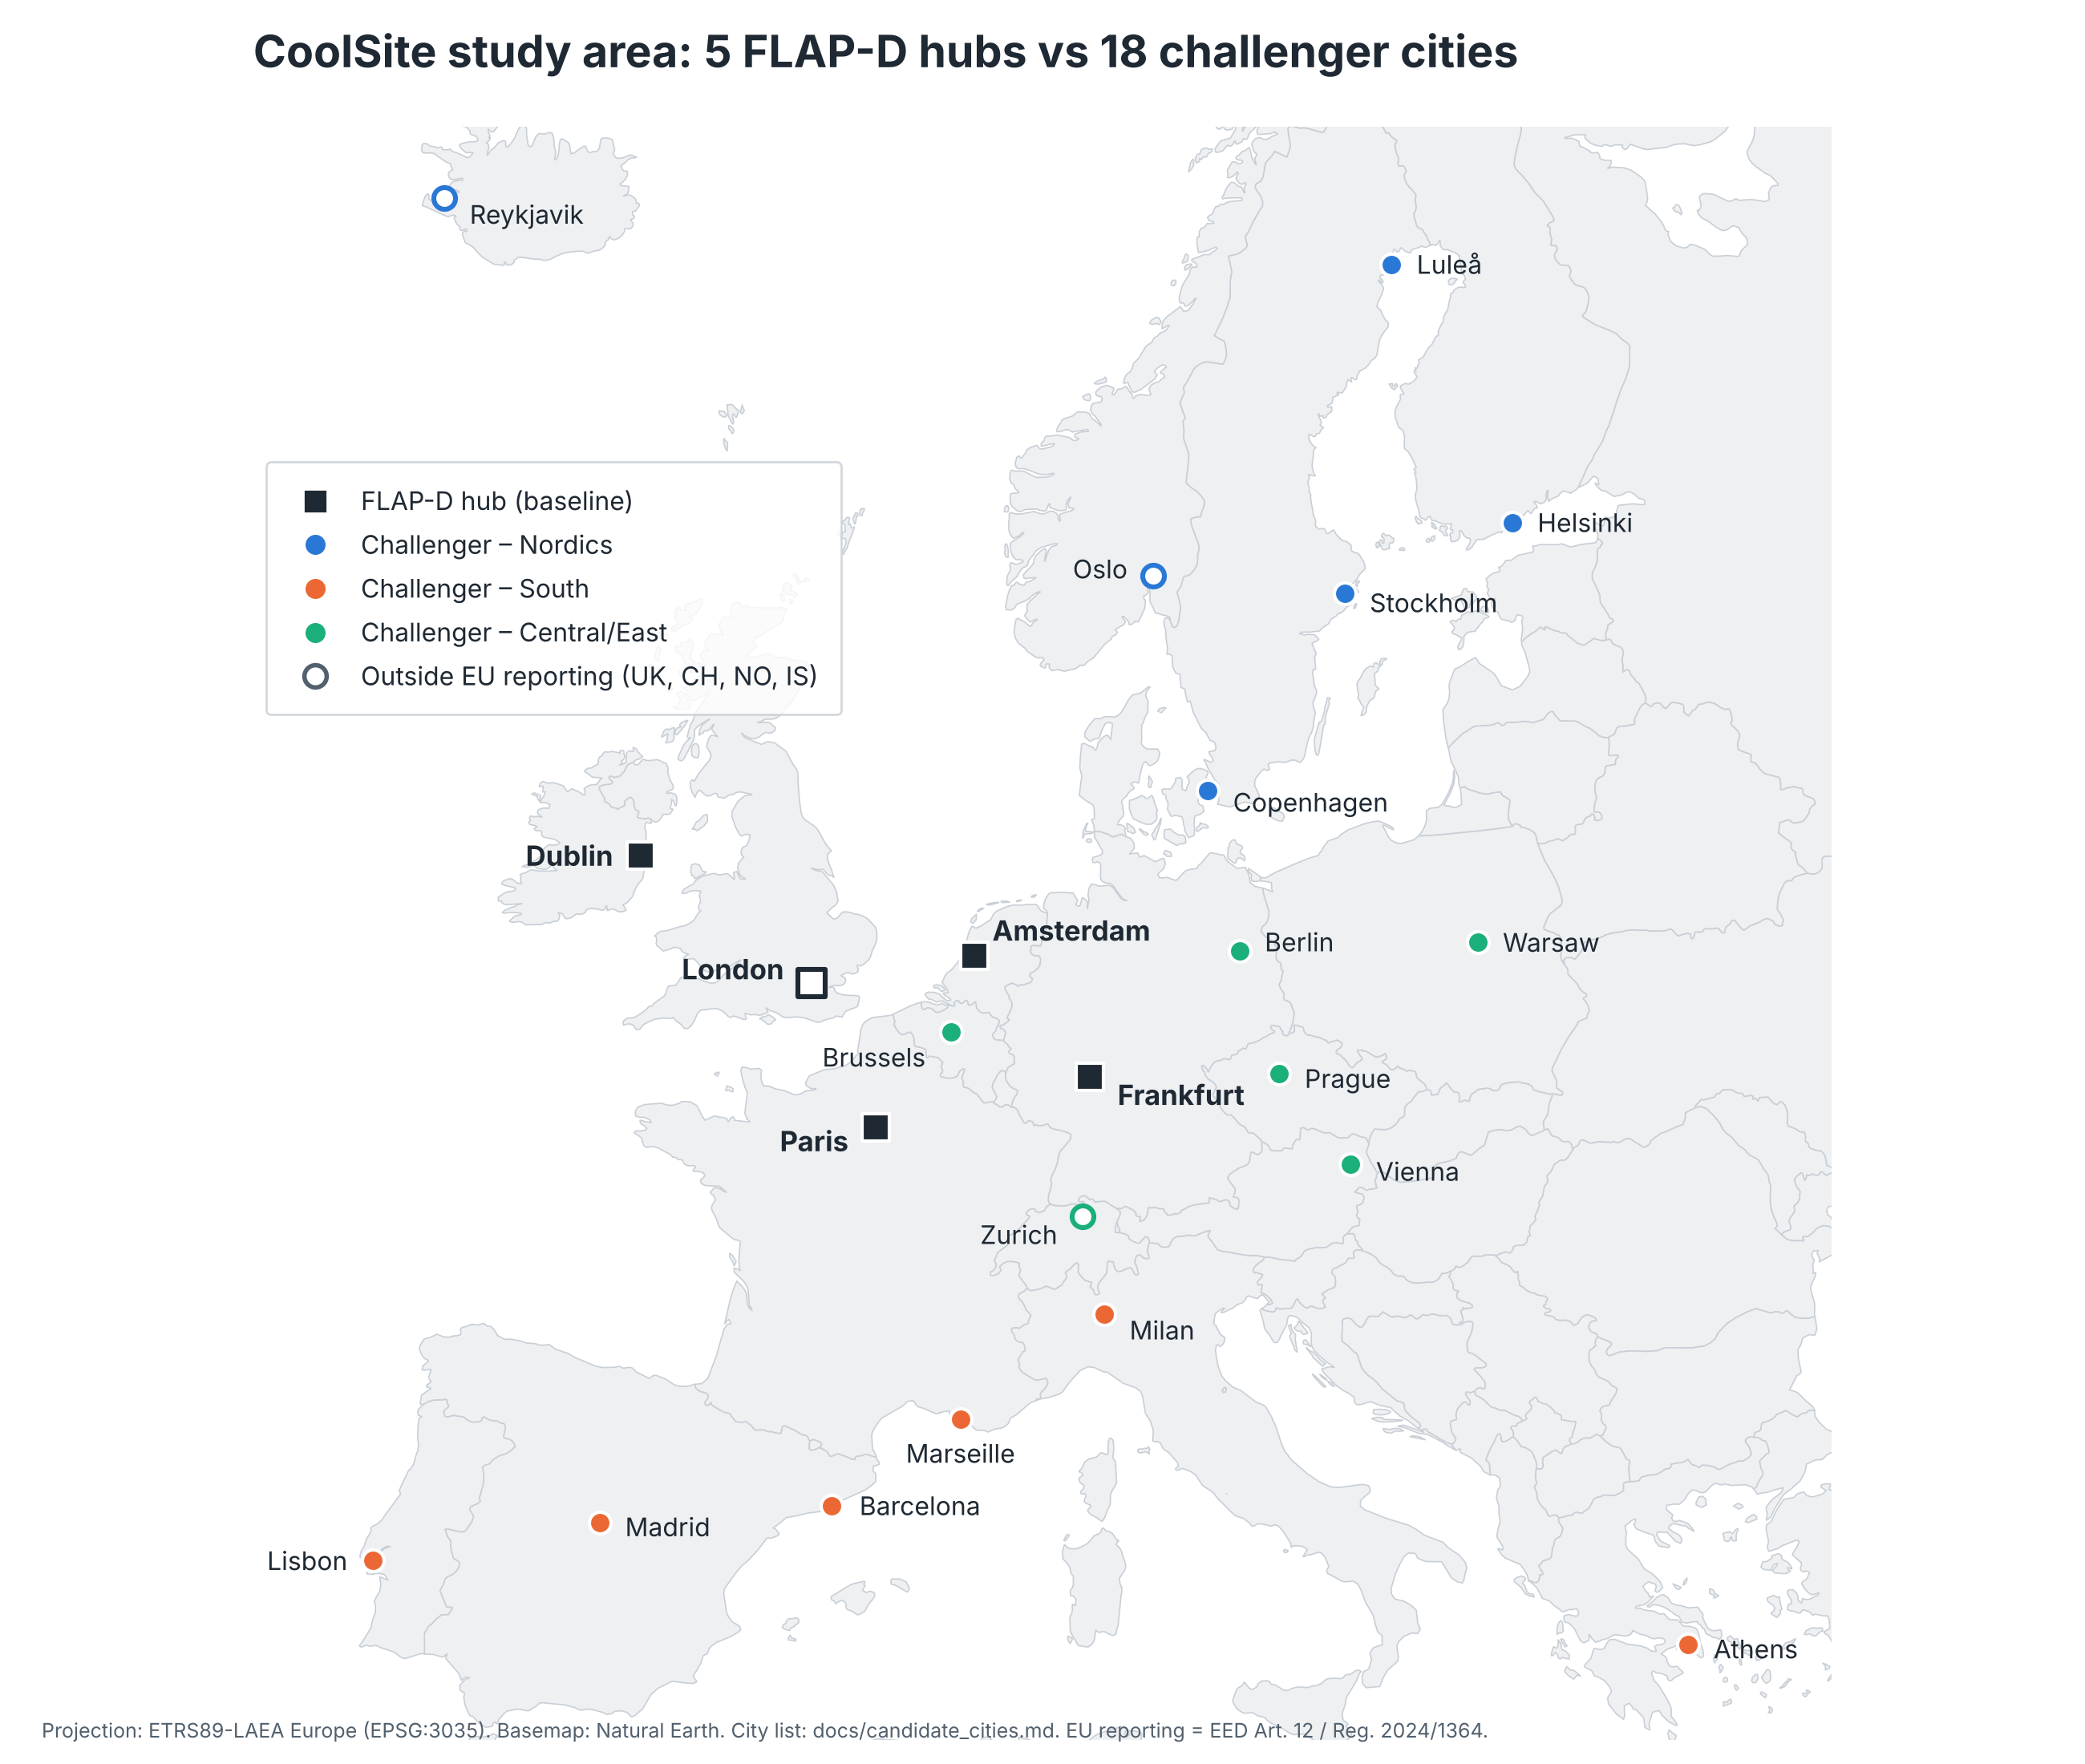 CoolSite study area: 5 FLAP-D hubs vs 18 challenger cities
Reykjavik
Luleå
FLAP-D hub (baseline)
Challenger – Nordics
Challenger – South
Challenger – Central/East
Outside EU reporting (UK, CH, NO, IS)
Helsinki
Oslo
Stockholm
Copenhagen
Dublin
Amsterdam
Berlin
Warsaw
London
Brussels
Prague
Frankfurt
Paris
Vienna
Zurich
Milan
Marseille
Barcelona
Madrid
Lisbon
Athens
Projection: ETRS89-LAEA Europe (EPSG:3035). Basemap: Natural Earth. City list: docs/candidate_cities.md. EU reporting = EED Art. 12 / Reg. 2024/1364.